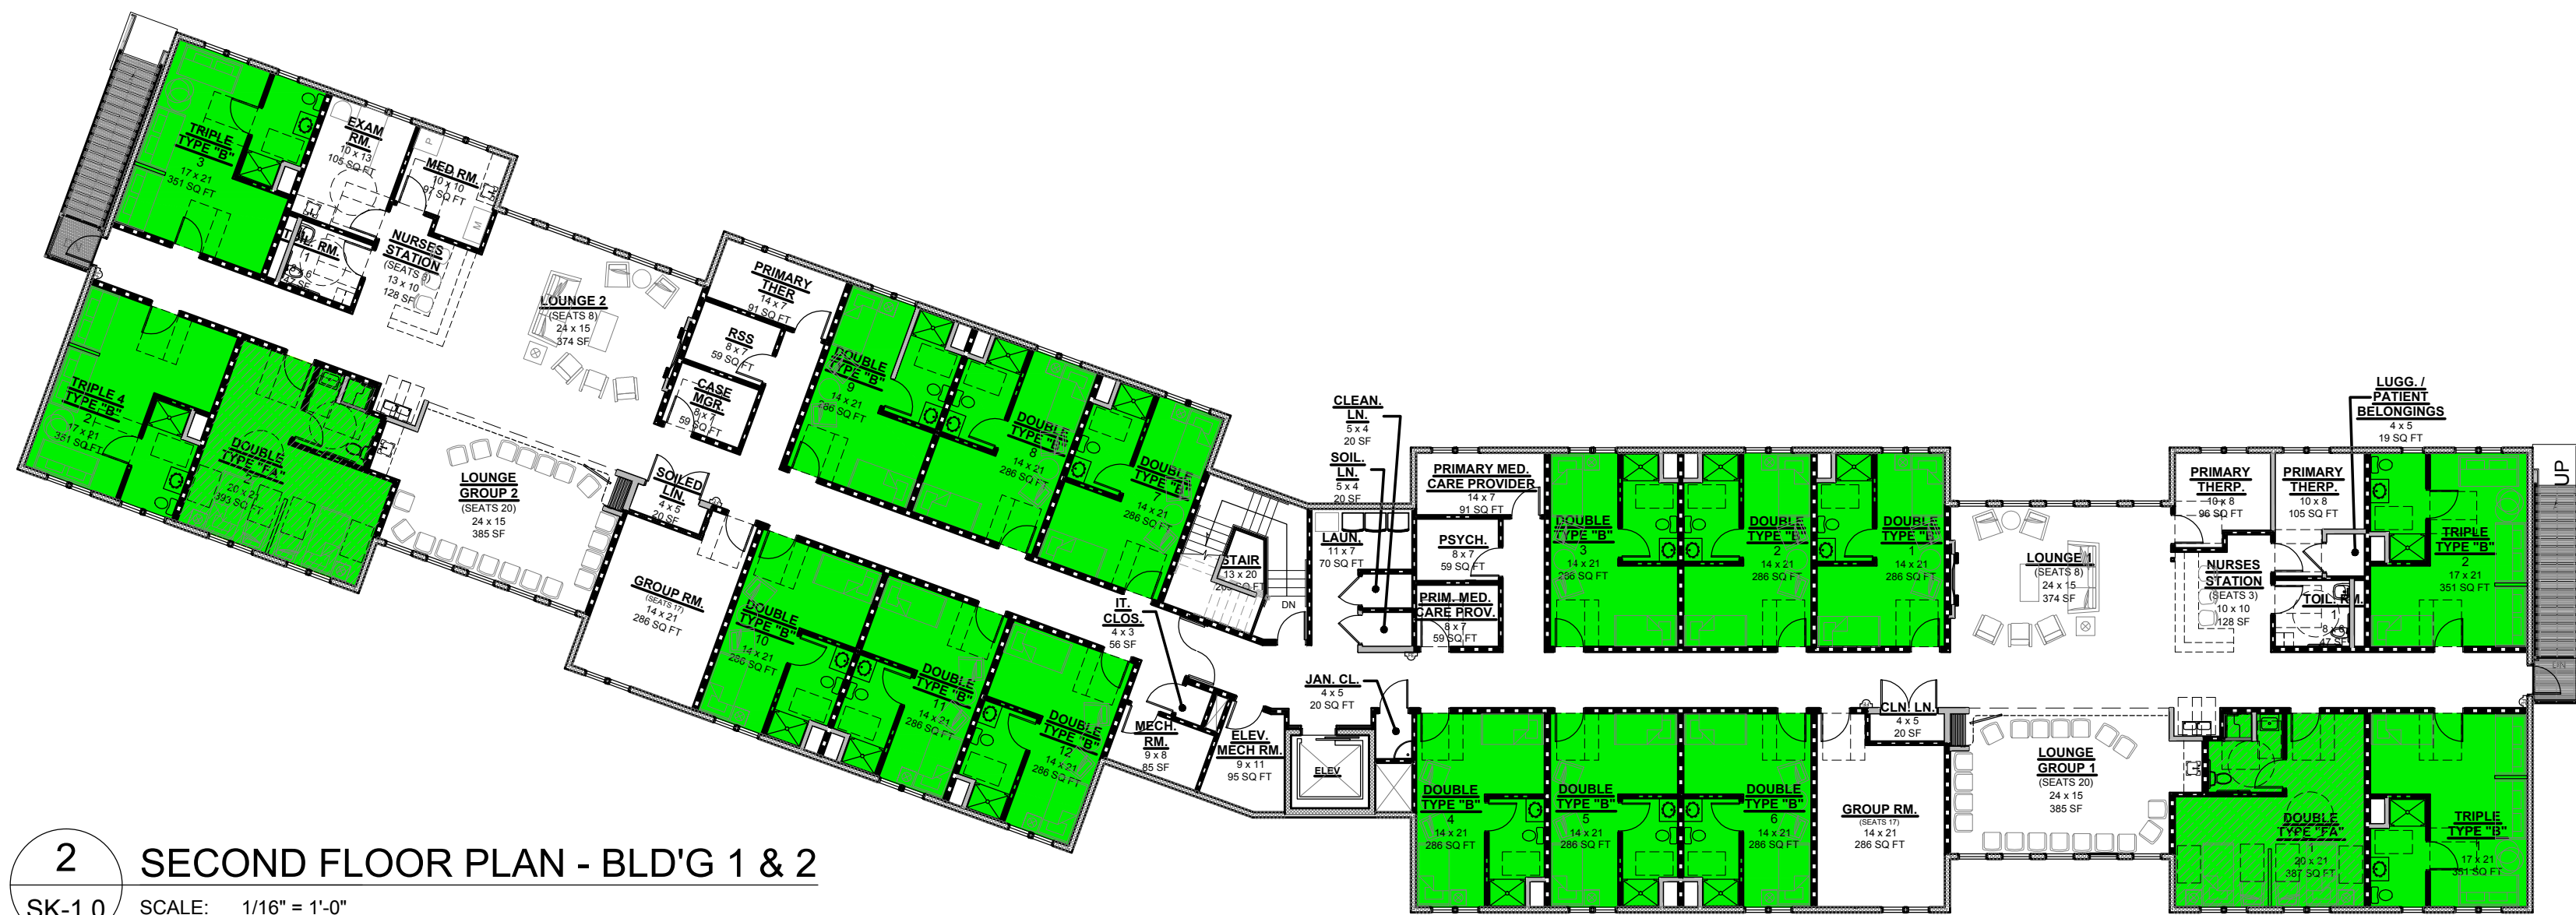 TRIPLE
TYPE "B"
3
17 x 21
351 SQ FT
EXAM
RM.
10 x 13
105 SQ FT
P
MED RM.
10 x 10
97 SQ FT
M
NURSES
STATION
(SEATS 3)
13 x 10
128 SF
LOUNGE 2
(SEATS 8)
24 x 15
374 SF
PRIMARY
THER
14 x 7
91 SQ FT
RSS
8 x 7
59 SQ FT
CASE
MGR.
8 x 7
59 SQ FT
TRIPLE 4
TYPE "B"
2
17 x 21
351 SQ FT
DOUBLE
TYPE "FA"
2
20 x 21
393 SQ FT
LOUNGE
GROUP 2
(SEATS 20)
24 x 15
385 SF
SOILED
LIN.
4 x 5
20 SF
GROUP RM.
(SEATS 17)
14 x 21
286 SQ FT
DOUBLE
TYPE "B"
9
14 x 21
286 SQ FT
DOUBLE
TYPE "B"
8
14 x 21
286 SQ FT
DOUBLE
TYPE "B"
7
14 x 21
286 SQ FT
DOUBLE
TYPE "B"
10
14 x 21
286 SQ FT
DOUBLE
TYPE "B"
11
14 x 21
286 SQ FT
DOUBLE
TYPE "B"
12
14 x 21
286 SQ FT
STAIR
13 x 20
DN
IT.
CLOS.
4 x 3
56 SF
MECH.
RM.
9 x 8
85 SF
ELEV.
MECH RM.
9 x 11
95 SQ FT
ELEV
JAN. CL.
4 x 5
20 SQ FT
CLEAN.
LN.
5 x 4
20 SF
SOIL.
LN.
5 x 4
20 SF
LAUN.
11 x 7
70 SQ FT
PRIMARY MED.
CARE PROVIDER
14 x 7
91 SQ FT
PSYCH.
8 x 7
59 SQ FT
PRIM. MED.
CARE PROV.
8 x 7
59 SQ FT
DOUBLE
TYPE "B"
3
14 x 21
286 SQ FT
DOUBLE
TYPE "B"
2
14 x 21
286 SQ FT
DOUBLE
TYPE "B"
1
14 x 21
286 SQ FT
LOUNGE 1
(SEATS 8)
24 x 15
374 SF
PRIMARY
THERP.
10 x 8
96 SQ FT
PRIMARY
THERP.
10 x 8
105 SQ FT
LUGG. /
PATIENT
BELONGINGS
4 x 5
19 SQ FT
NURSES
STATION
(SEATS 3)
10 x 10
128 SF
TOIL. RM.
1
8 x 6
47 SF
TRIPLE
TYPE "B"
2
17 x 21
351 SQ FT
UP
DOUBLE
TYPE "B"
4
14 x 21
286 SQ FT
DOUBLE
TYPE "B"
5
14 x 21
286 SQ FT
DOUBLE
TYPE "B"
6
14 x 21
286 SQ FT
GROUP RM.
(SEATS 17)
14 x 21
286 SQ FT
CLN. LN.
4 x 5
20 SF
LOUNGE
GROUP 1
(SEATS 20)
24 x 15
385 SF
DOUBLE
TYPE "FA"
1
20 x 21
387 SQ FT
TRIPLE
TYPE "B"
1
17 x 21
351 SQ FT
2
SK-1.0
SECOND FLOOR PLAN - BLD'G 1 & 2
SCALE: 1/16" = 1'-0"